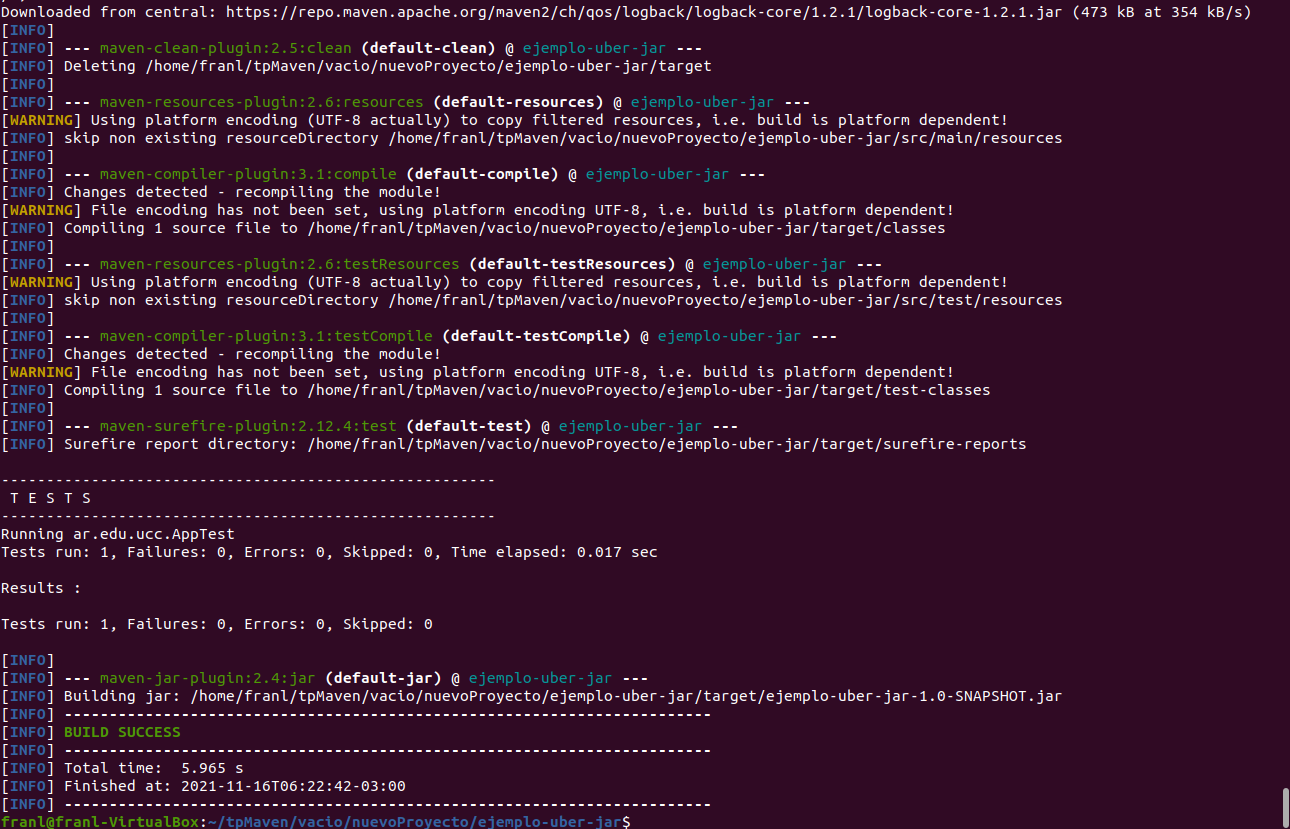 Downloaded from central: https://repo.maven.apache.org/maven2/ch/qos/logback/logback-core/1.2.1/logback-core-1.2.1.jar (473 kB at 354 kB/s)
[INFO]
[INFO] --- maven-clean-plugin:2.5:clean (default-clean) @ ejemplo-uber-jar ---
[INFO] Deleting /home/franl/tpMaven/vacio/nuevoProyecto/ejemplo-uber-jar/target
[INFO]
[INFO] --- maven-resources-plugin:2.6:resources (default-resources) @ ejemplo-uber-jar ---
[WARNING] Using platform encoding (UTF-8 actually) to copy filtered resources, i.e. build is platform dependent!
[INFO] skip non existing resourceDirectory /home/franl/tpMaven/vacio/nuevoProyecto/ejemplo-uber-jar/src/main/resources
[INFO]
[INFO] --- maven-compiler-plugin:3.1:compile (default-compile) @ ejemplo-uber-jar ---
[INFO] Changes detected - recompiling the module!
[WARNING] File encoding has not been set, using platform encoding UTF-8, i.e. build is platform dependent!
[INFO] Compiling 1 source file to /home/franl/tpMaven/vacio/nuevoProyecto/ejemplo-uber-jar/target/classes
[INFO]
[INFO] --- maven-resources-plugin:2.6:testResources (default-testResources) @ ejemplo-uber-jar ---
[WARNING] Using platform encoding (UTF-8 actually) to copy filtered resources, i.e. build is platform dependent!
[INFO] skip non existing resourceDirectory /home/franl/tpMaven/vacio/nuevoProyecto/ejemplo-uber-jar/src/test/resources
[INFO]
[INFO] --- maven-compiler-plugin:3.1:testCompile (default-testCompile) @ ejemplo-uber-jar ---
[INFO] Changes detected - recompiling the module!
[WARNING] File encoding has not been set, using platform encoding UTF-8, i.e. build is platform dependent!
[INFO] Compiling 1 source file to /home/franl/tpMaven/vacio/nuevoProyecto/ejemplo-uber-jar/target/test-classes
[INFO]
[INFO] --- maven-surefire-plugin:2.12.4:test (default-test) @ ejemplo-uber-jar ---
[INFO] Surefire report directory: /home/franl/tpMaven/vacio/nuevoProyecto/ejemplo-uber-jar/target/surefire-reports
-------------------------------------------------------
T E S T S
-------------------------------------------------------
Running ar.edu.ucc.AppTest
Tests run: 1, Failures: 0, Errors: 0, Skipped: 0, Time elapsed: 0.017 sec
Results :
Tests run: 1, Failures: 0, Errors: 0, Skipped: 0
[INFO]
[INFO] --- maven-jar-plugin:2.4:jar (default-jar) @ ejemplo-uber-jar ---
[INFO] Building jar: /home/franl/tpMaven/vacio/nuevoProyecto/ejemplo-uber-jar/target/ejemplo-uber-jar-1.0-SNAPSHOT.jar
[INFO] ------------------------------------------------------------------------
[INFO] BUILD SUCCESS
[INFO] ------------------------------------------------------------------------
[INFO] Total time:  5.965 s
[INFO] Finished at: 2021-11-16T06:22:42-03:00
[INFO] ------------------------------------------------------------------------
franl@franl-VirtualBox:~/tpMaven/vacio/nuevoProyecto/ejemplo-uber-jar$